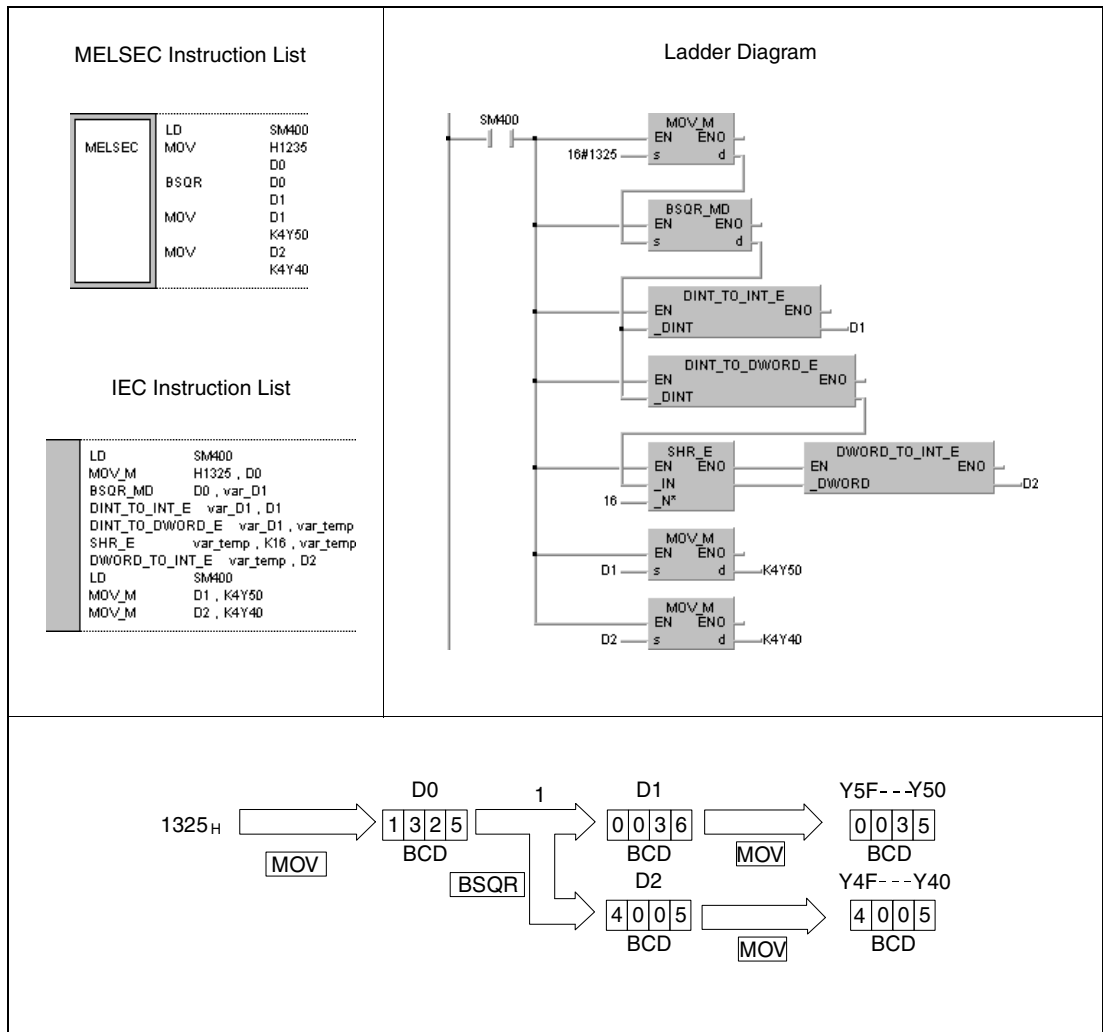 MELSEC Instruction List
MELSEC
LD SM400
MOV H1235
D0
BSQR D0
D1
MOV D1
K4Y50
MOV D2
K4Y40
IEC Instruction List
LD SM400
MOV_M H1325 , D0
BSQR_MD D0 , var_D1
DINT_TO_INT_E var_D1 , D1
DINT_TO_DWORD_E var_D1 , var_temp
SHR_E var_temp , K16 , var_temp
DWORD_TO_INT_E var_temp , D2
LD SM400
MOV_M D1 , K4Y50
MOV_M D2 , K4Y40
Ladder Diagram
SM400
MOV_M
EN ENO
16#1325 s d
BSQR_MD
EN ENO
s d
DINT_TO_INT_E
EN ENO
_DINT D1
DINT_TO_DWORD_E
EN ENO
_DINT
SHR_E DWORD_TO_INT_E
EN ENO EN ENO
_IN _DWORD D2
16 _N*
MOV_M
EN ENO
D1 s d K4Y50
MOV_M
EN ENO
D2 s d K4Y40
D0 1 D1 Y5F---Y50
1325H 1 3 2 5 0 0 3 6 0 0 3 5
BCD BCD BCD
MOV BSQR MOV
D2 Y4F---Y40
4 0 0 5 4 0 0 5
BCD BCD
MOV